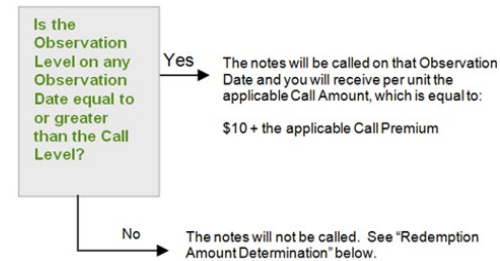 Is the
Observation
Level on any
Observation
Date equal to
or greater
than the Call
Level?
Yes
The notes will be called on that Observation
Date and you will receive per unit the
applicable Call Amount, which is equal to:
$10 + the applicable Call Premium
No
The notes will not be called. See “Redemption
Amount Determination” below.